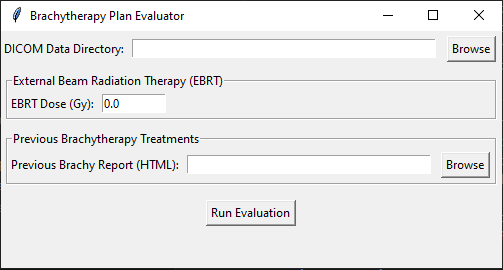 Brachytherapy Plan Evaluator
DICOM Data Directory: Browse
External Beam Radiation Therapy (EBRT)
EBRT Dose (Gy): 0.0
Previous Brachytherapy Treatments
Previous Brachy Report (HTML): Browse
Run Evaluation